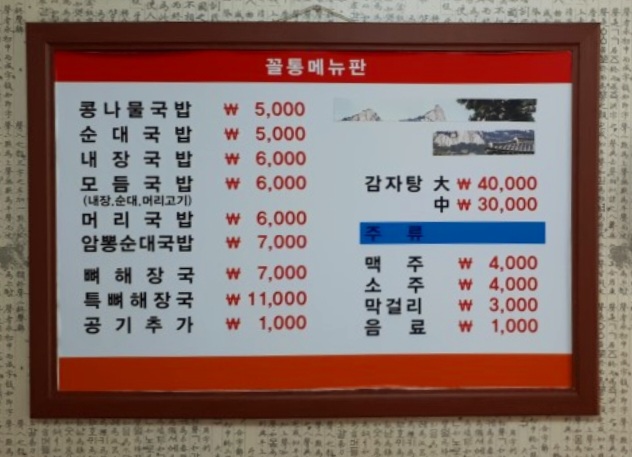 꼴통메뉴판
콩나물국밥 ₩ 5,000
순대국밥 ₩ 5,000
내장국밥 ₩ 6,000
모듬국밥 ₩ 6,000
(내장,순대,머리고기)
머리국밥 ₩ 6,000
암뽕순대국밥 ₩ 7,000
뼈해장국 ₩ 7,000
특뼈해장국 ₩ 11,000
공기추가 ₩ 1,000
감자탕 大 ₩ 40,000
中 ₩ 30,000
주류
맥주 ₩ 4,000
소주 ₩ 4,000
막걸리 ₩ 3,000
음료 ₩ 1,000